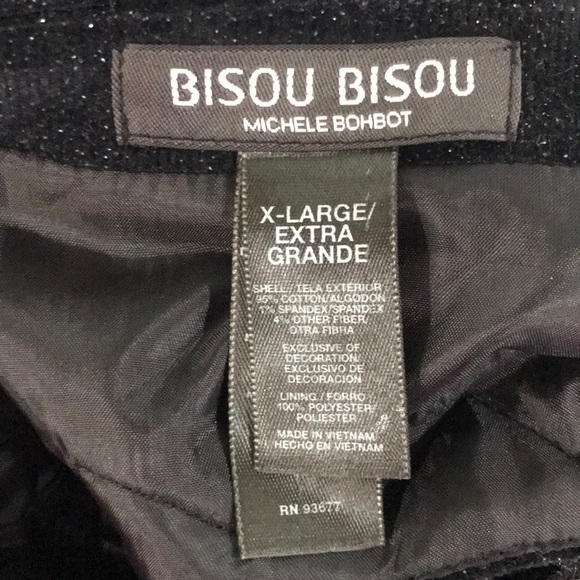 BISOU BISOU
MICHELE BOHBOT
X-LARGE/
EXTRA
GRANDE
SHELL: TELA EXTERIOR
95% COTTON/ALGODON
1% SPANDEX/SPANDEX
4% OTHER FIBER/
OTRA FIBRA
EXCLUSIVE OF
DECORATION/
EXCLUSIVO DE
DECORACION
LINING / FORRO
100% POLYESTER/
POLIESTER
MADE IN VIETNAM
HECHO EN VIETNAM
RN 93677